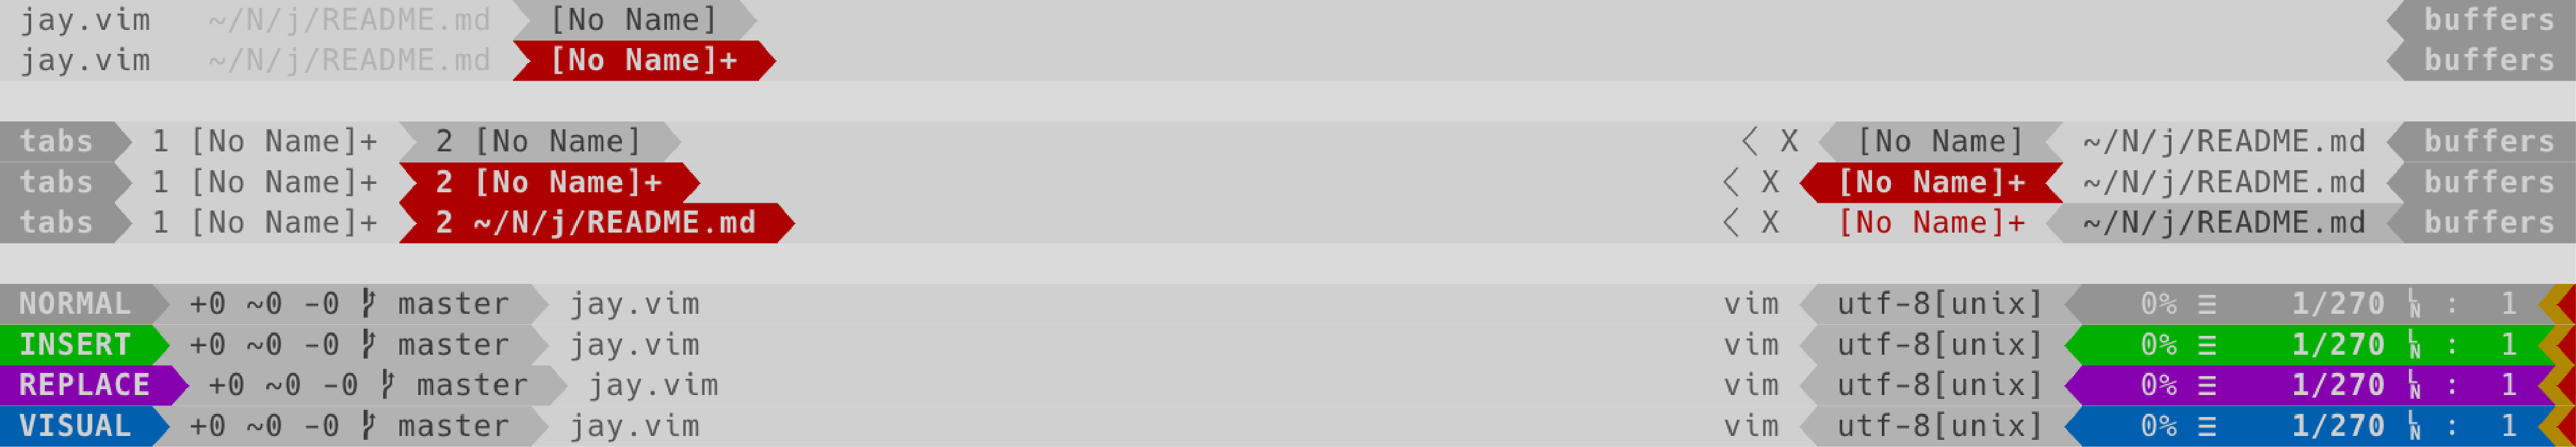 jay.vim ~/N/j/README.md [No Name] buffers
jay.vim ~/N/j/README.md [No Name]+ buffers
tabs 1 [No Name]+ 2 [No Name] X [No Name] ~/N/j/README.md buffers
tabs 1 [No Name]+ 2 [No Name]+ X [No Name]+ ~/N/j/README.md buffers
tabs 1 [No Name]+ 2 ~/N/j/README.md X [No Name]+ ~/N/j/README.md buffers
NORMAL +0 ~0 -0  master jay.vim vim utf-8[unix] 0% ☰ 1/270  : 1
INSERT +0 ~0 -0  master jay.vim vim utf-8[unix] 0% ☰ 1/270  : 1
REPLACE +0 ~0 -0  master jay.vim vim utf-8[unix] 0% ☰ 1/270  : 1
VISUAL +0 ~0 -0  master jay.vim vim utf-8[unix] 0% ☰ 1/270  : 1